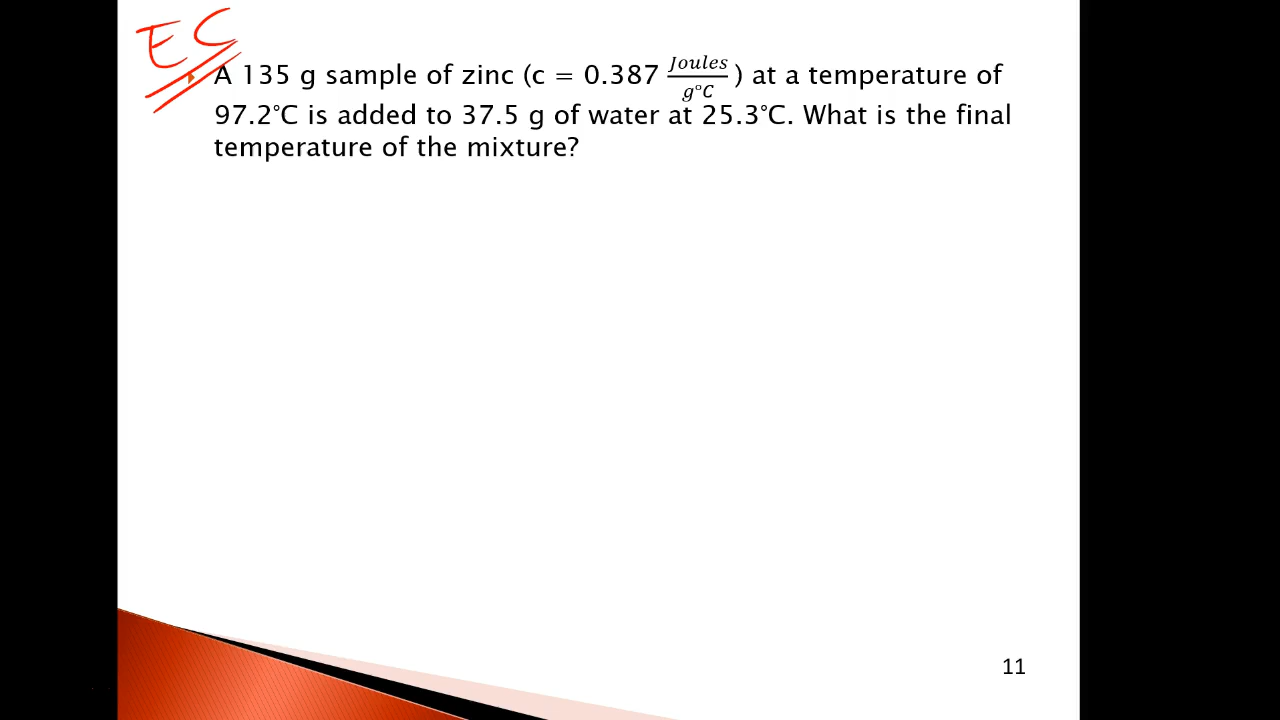 EC
A 135 g sample of zinc (c = 0.387 Joules/g°C) at a temperature of
97.2°C is added to 37.5 g of water at 25.3°C. What is the final
temperature of the mixture?
11